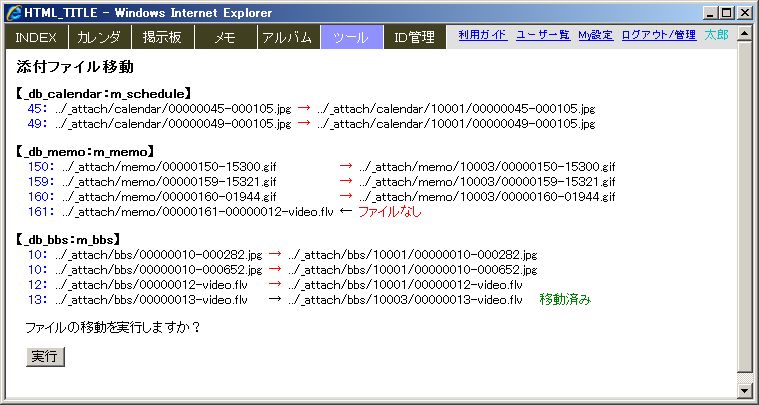 HTML_TITLE - Windows Internet Explorer
INDEX カレンダ 掲示板 メモ アルバム ツール ID管理 利用ガイド ユーザー覧 My設定 ログアウト/管理 太郎
添付ファイル移動
【_db_calendar：m_schedule】
45： ../_attach/calendar/00000045-000105.jpg → ../_attach/calendar/10001/00000045-000105.jpg
49： ../_attach/calendar/00000049-000105.jpg → ../_attach/calendar/10001/00000049-000105.jpg
【_db_memo：m_memo】
150： ../_attach/memo/00000150-15300.gif → ../_attach/memo/10003/00000150-15300.gif
159： ../_attach/memo/00000159-15321.gif → ../_attach/memo/10003/00000159-15321.gif
160： ../_attach/memo/00000160-01944.gif → ../_attach/memo/10003/00000160-01944.gif
161： ../_attach/memo/00000161-00000012-video.flv ← ファイルなし
【_db_bbs：m_bbs】
10： ../_attach/bbs/00000010-000282.jpg → ../_attach/bbs/10001/00000010-000282.jpg
10： ../_attach/bbs/00000010-000652.jpg → ../_attach/bbs/10001/00000010-000652.jpg
12： ../_attach/bbs/00000012-video.flv → ../_attach/bbs/10001/00000012-video.flv
13： ../_attach/bbs/00000013-video.flv → ../_attach/bbs/10003/00000013-video.flv 移動済み
ファイルの移動を実行しますか？
実行